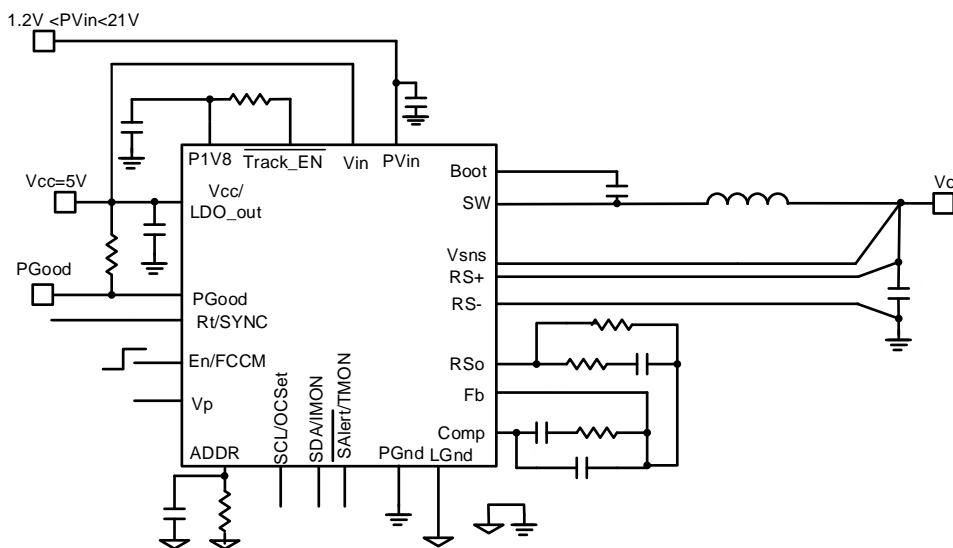 1.2V <PVin<21V
P1V8
Track_EN
Vin
PVin
Boot
Vcc=5V
Vcc/
LDO_out
SW
Vo
Vsns
RS+
PGood
PGood
RS-
Rt/SYNC
En/FCCM
RSo
Vp
Fb
Comp
ADDR
SCL/OCSet
SDA/IMON
SAlert/TMON
PGnd
LGnd